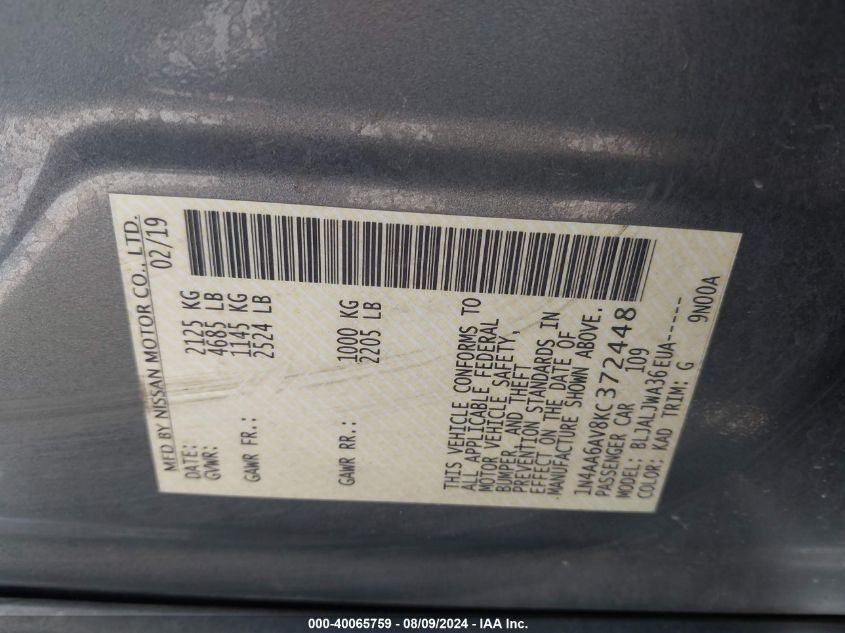 MFD BY NISSAN MOTOR CO., LTD.
DATE: 02/19
GVWR: 2125 KG
4685 LB
GAWR FR.: 1145 KG
2524 LB
GAWR RR.: 1000 KG
2205 LB
THIS VEHICLE CONFORMS TO
ALL APPLICABLE FEDERAL
MOTOR VEHICLE SAFETY,
BUMPER, AND THEFT
PREVENTION STANDARDS IN
EFFECT ON THE DATE OF
MANUFACTURE SHOWN ABOVE.
1N4AA6AV8KC372448
PASSENGER CAR 109
MODEL: BLJALJWA36EUA-----
COLOR: KAD TRIM: G 9N00A
000-40065759 - 08/09/2024 - IAA Inc.